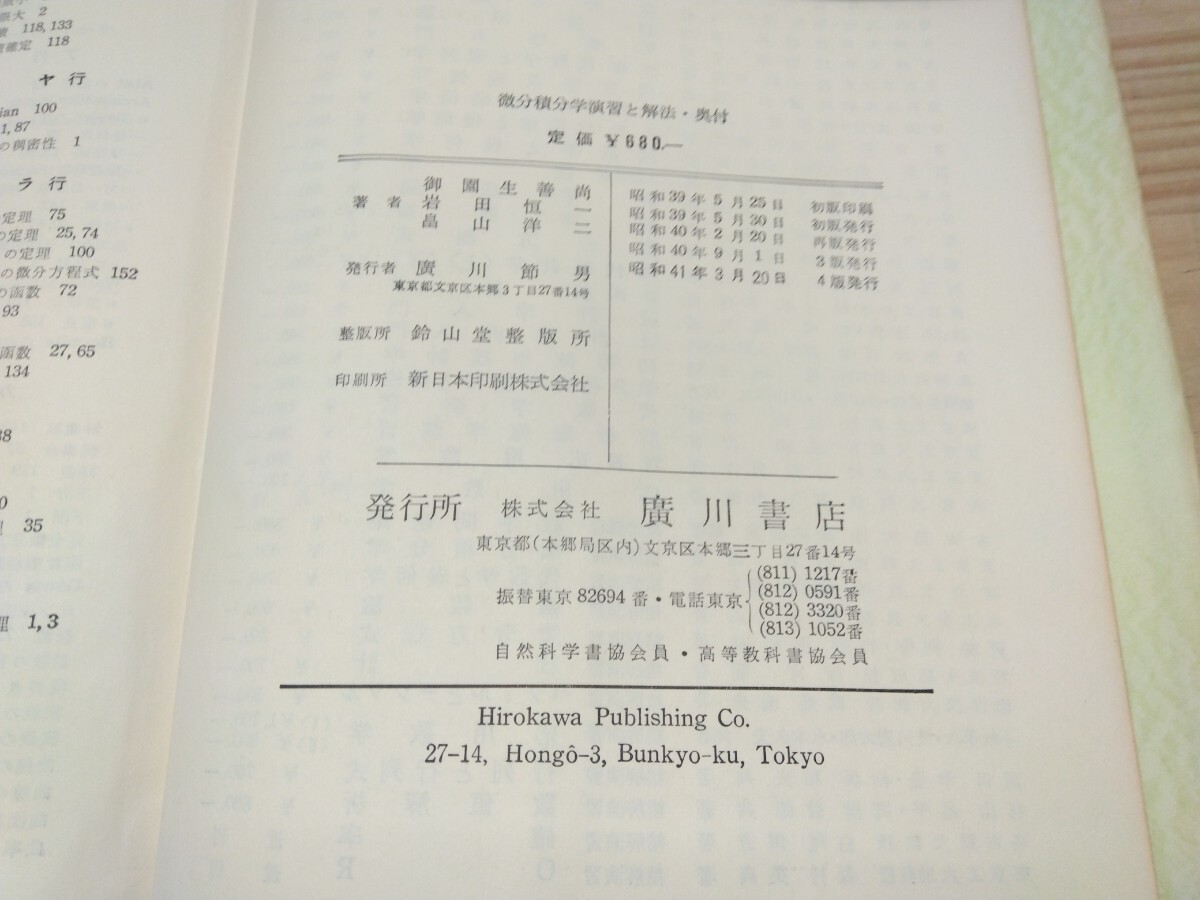 大 2
118, 133
確定 118
ヤ行
ian 100
1, 87
の稠密性 1
ラ行
の定理 75
の定理 25, 74
の定理 100
の微分方程式 152
の函数 72
93
函数 27, 65
134
38
0
35
理 1, 3
微分積分学演習と解法・奥付
定価 ¥680.—
著者
御園生善尚
岩田恒一
畠山洋二
発行者 廣川節男
東京都文京区本郷3丁目27番14号
整版所 鈴山堂整版所
印刷所 新日本印刷株式会社
昭和39年5月25日 初版印刷
昭和39年5月30日 初版発行
昭和40年2月20日 再版発行
昭和40年9月1日 3版発行
昭和41年3月20日 4版発行
発行所 株式会社 廣川書店
東京都(本郷局区内)文京区本郷三丁目27番14号
振替東京 82694 番・電話東京
(811) 1217番
(812) 0591番
(812) 3320番
(813) 1052番
自然科学書協会員・高等教科書協会員
Hirokawa Publishing Co.
27-14, Hongô-3, Bunkyo-ku, Tokyo